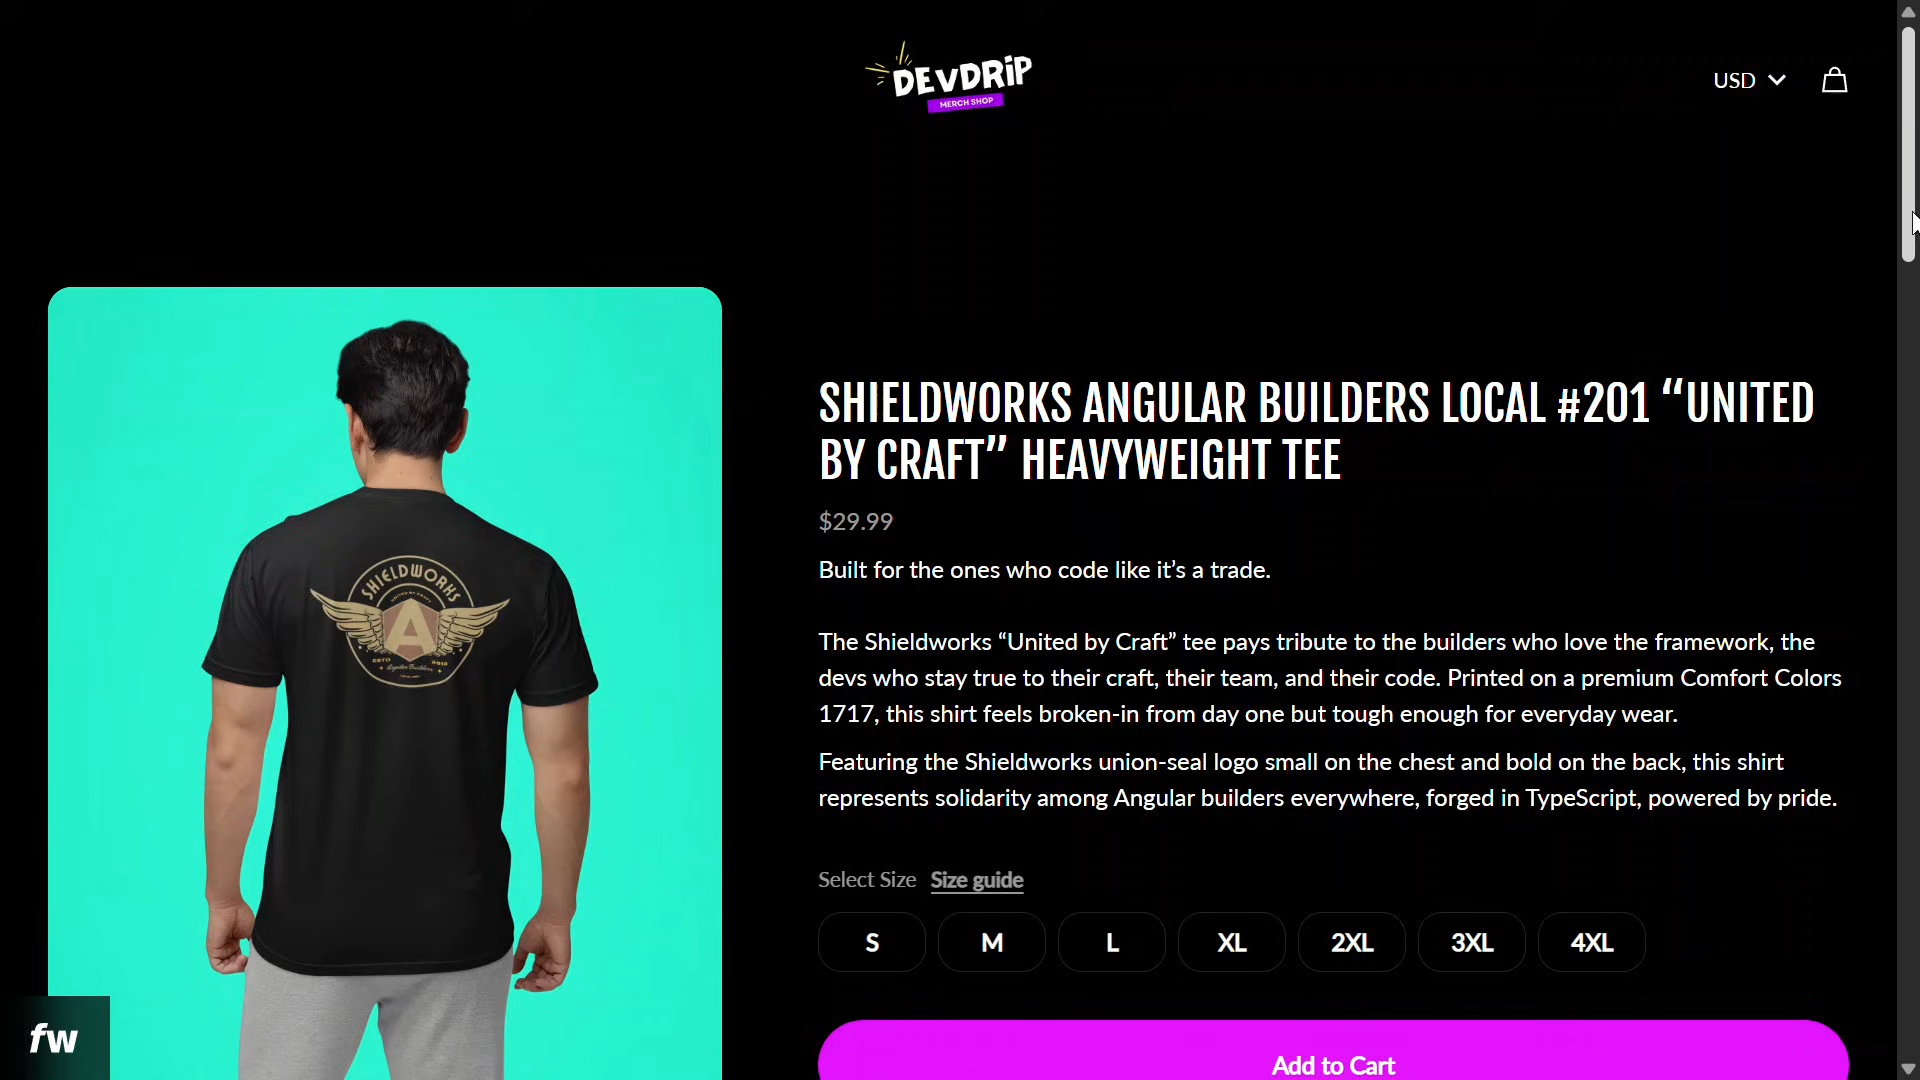 DEVDRiP
MERCH SHOP
USD
SHIELDWORKS ANGULAR BUILDERS LOCAL #201 “UNITED
BY CRAFT” HEAVYWEIGHT TEE
$29.99
Built for the ones who code like it’s a trade.
The Shieldworks “United by Craft” tee pays tribute to the builders who love the framework, the
devs who stay true to their craft, their team, and their code. Printed on a premium Comfort Colors
1717, this shirt feels broken-in from day one but tough enough for everyday wear.
Featuring the Shieldworks union-seal logo small on the chest and bold on the back, this shirt
represents solidarity among Angular builders everywhere, forged in TypeScript, powered by pride.
Select Size Size guide
S M L XL 2XL 3XL 4XL
Add to Cart
SHIELDWORKS
UNITED BY CRAFT
A
ESTD
Angular Builders
fw